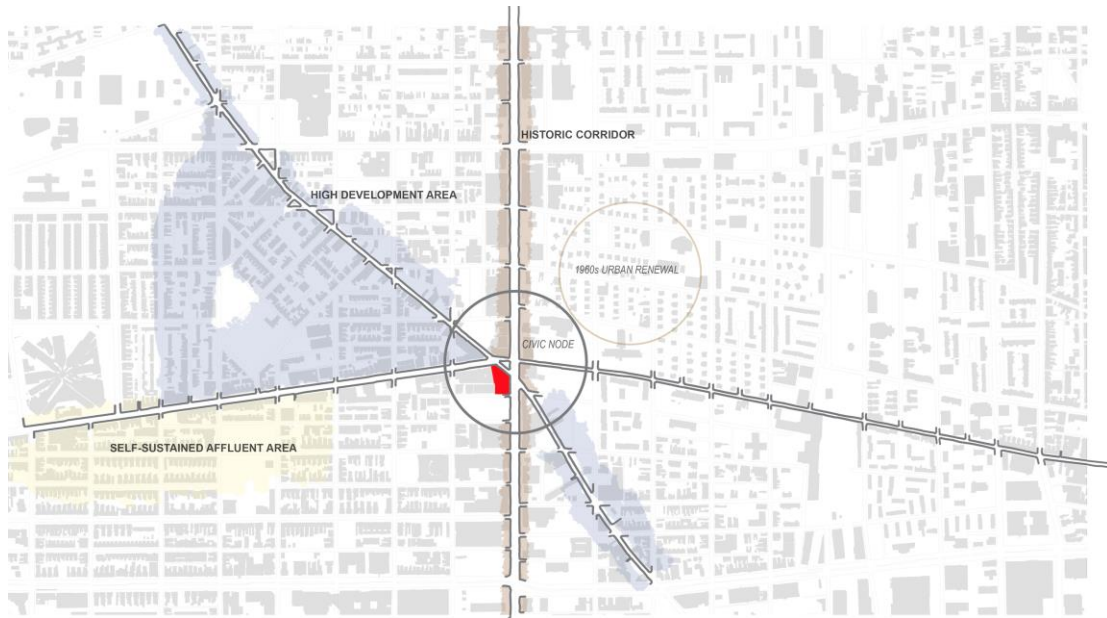 HISTORIC CORRIDOR
HIGH DEVELOPMENT AREA
1960s URBAN RENEWAL
CIVIC NODE
SELF-SUSTAINED AFFLUENT AREA